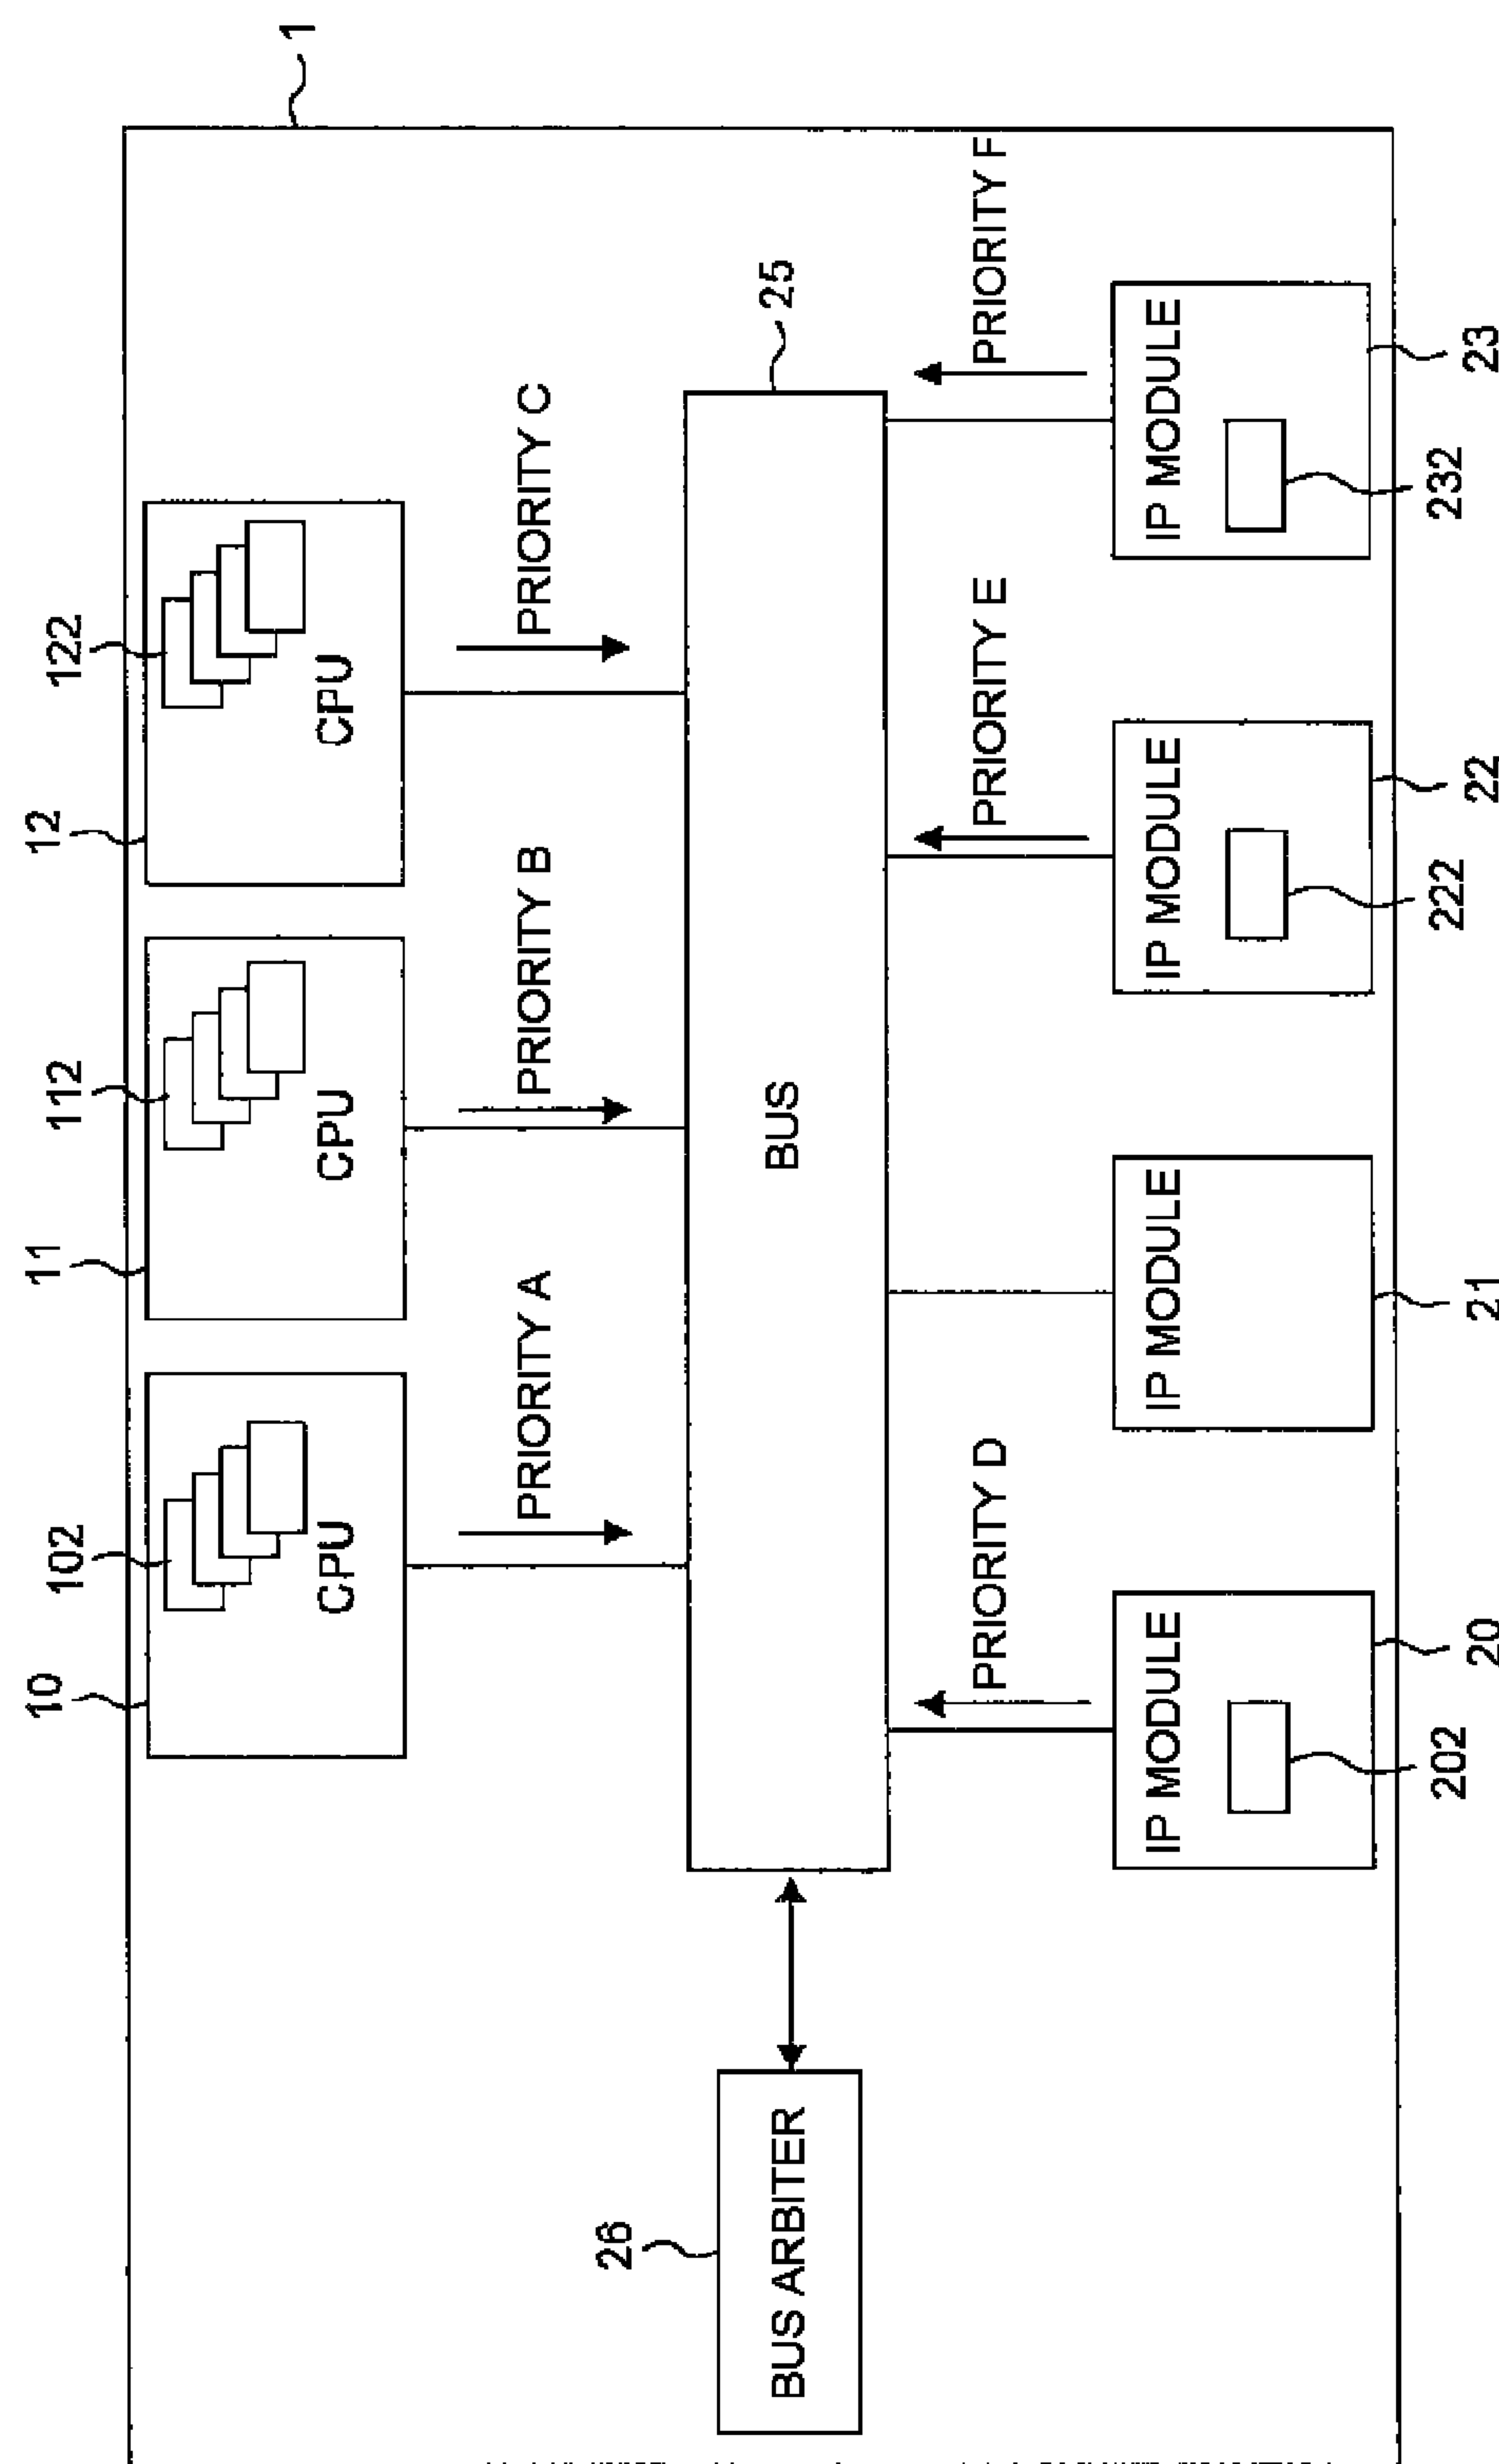 10
11
12
102
112
122
1
CPU
CPU
CPU
PRIORITY A
PRIORITY B
PRIORITY C
26
25
BUS ARBITER
BUS
PRIORITY D
PRIORITY E
PRIORITY F
IP MODULE
IP MODULE
IP MODULE
IP MODULE
202
222
232
20
21
22
23